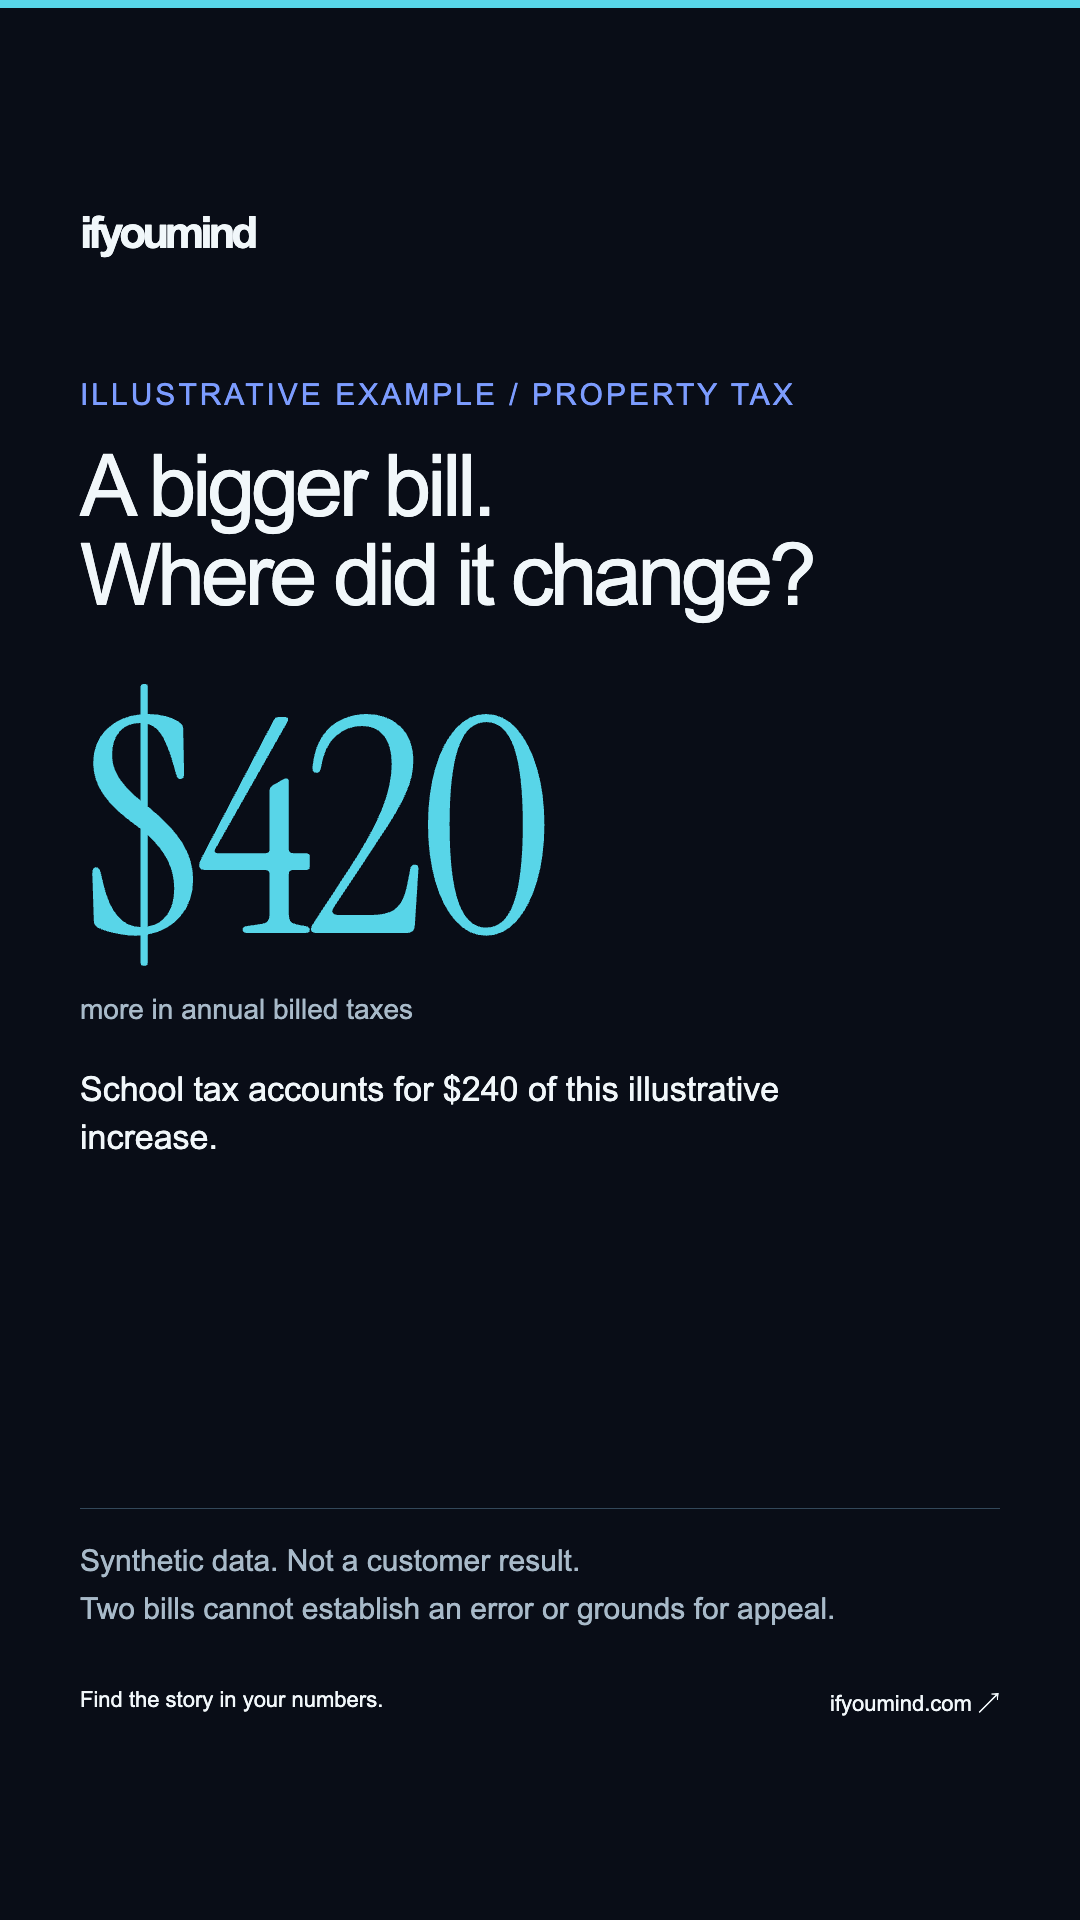 ifyoumind
ILLUSTRATIVE EXAMPLE / PROPERTY TAX
A bigger bill.
Where did it change?
$420
more in annual billed taxes
School tax accounts for $240 of this illustrative
increase.
Synthetic data. Not a customer result.
Two bills cannot establish an error or grounds for appeal.
Find the story in your numbers.
ifyoumind.com ↗